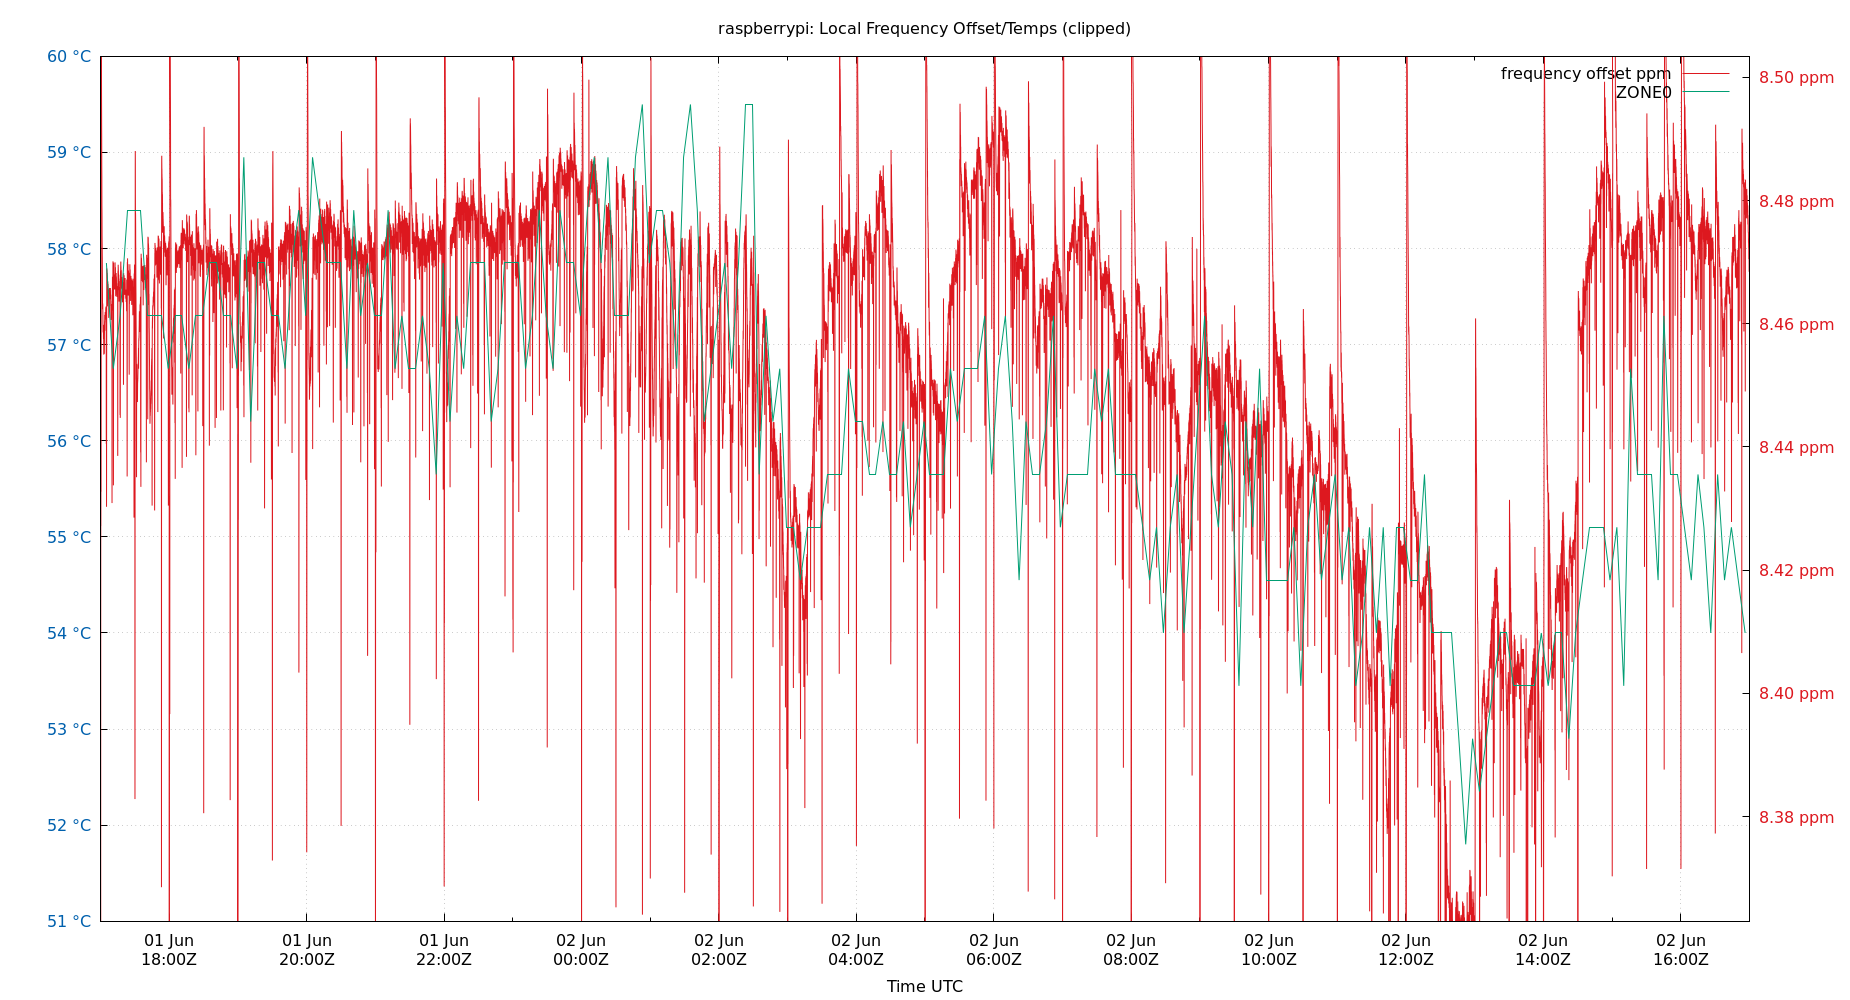 raspberrypi: Local Frequency Offset/Temps (clipped)
frequency offset ppm
ZONE0
60 °C
59 °C
58 °C
57 °C
56 °C
55 °C
54 °C
53 °C
52 °C
51 °C
8.50 ppm
8.48 ppm
8.46 ppm
8.44 ppm
8.42 ppm
8.40 ppm
8.38 ppm
01 Jun 01 Jun 01 Jun 02 Jun 02 Jun 02 Jun 02 Jun 02 Jun 02 Jun 02 Jun 02 Jun 02 Jun
18:00Z 20:00Z 22:00Z 00:00Z 02:00Z 04:00Z 06:00Z 08:00Z 10:00Z 12:00Z 14:00Z 16:00Z
Time UTC